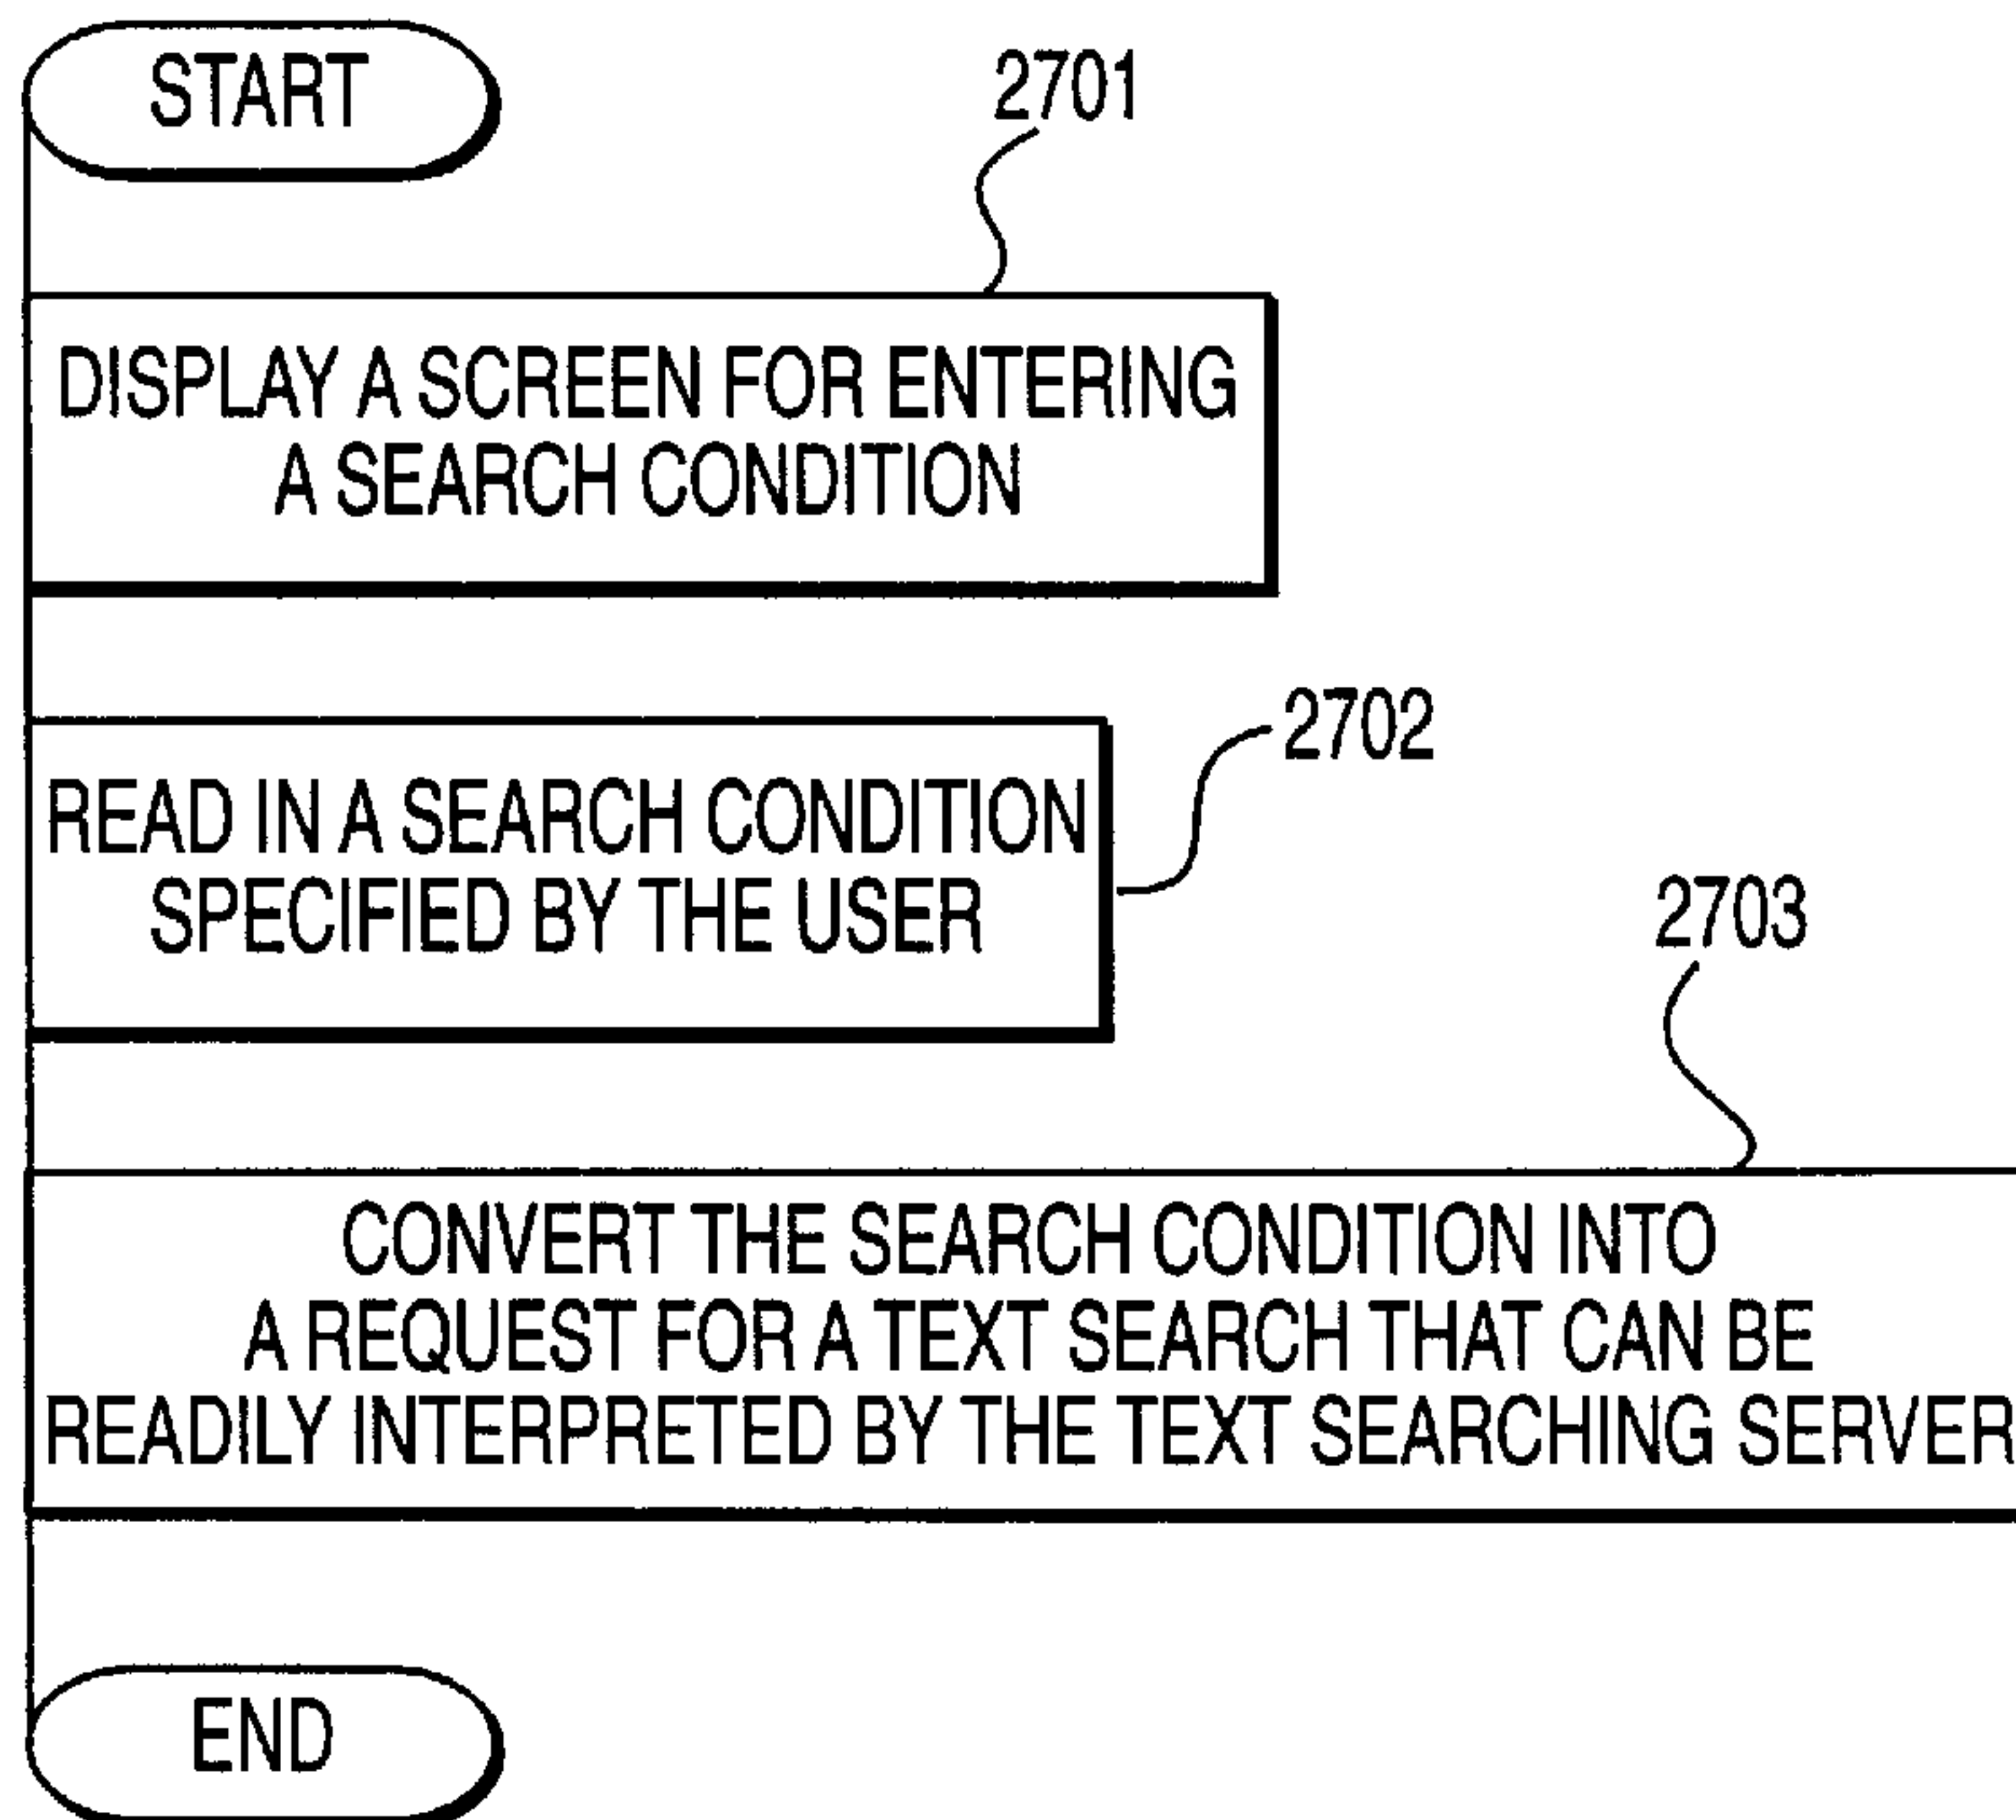 START
2701
DISPLAY A SCREEN FOR ENTERING
A SEARCH CONDITION
2702
READ IN A SEARCH CONDITION
SPECIFIED BY THE USER
2703
CONVERT THE SEARCH CONDITION INTO
A REQUEST FOR A TEXT SEARCH THAT CAN BE
READILY INTERPRETED BY THE TEXT SEARCHING SERVER
END